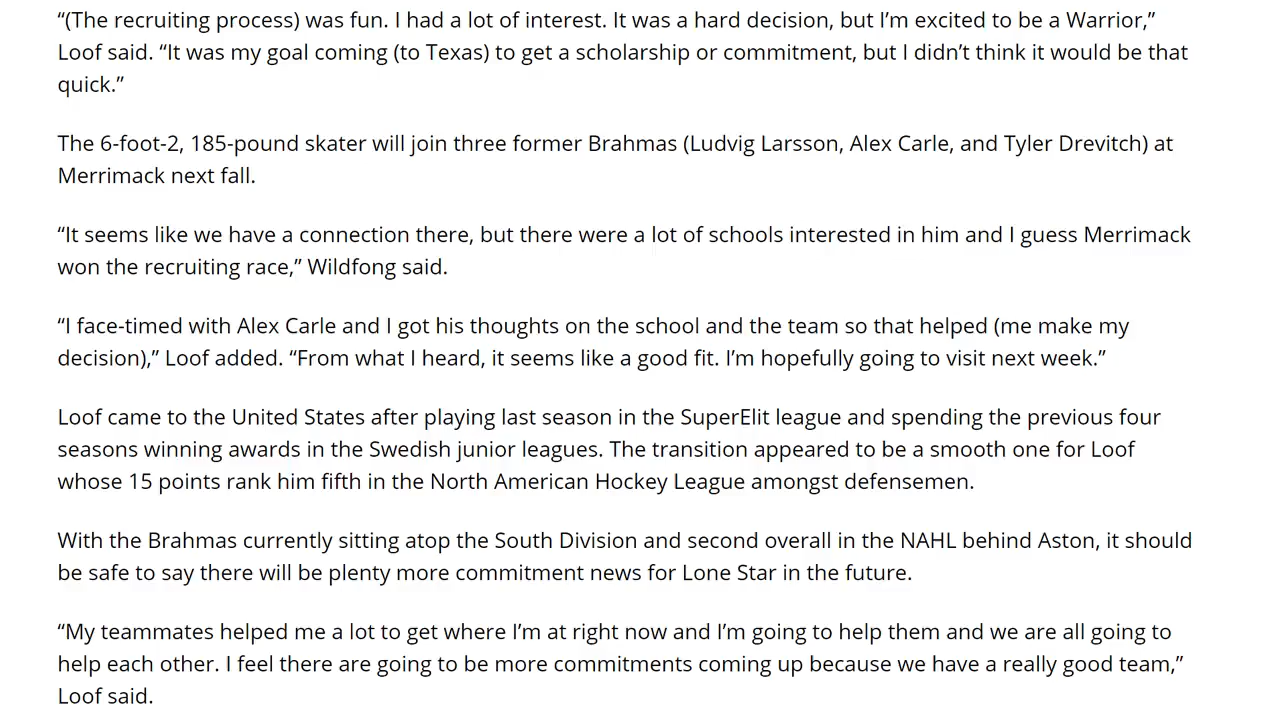 “(The recruiting process) was fun. I had a lot of interest. It was a hard decision, but I’m excited to be a Warrior,”
Loof said. “It was my goal coming (to Texas) to get a scholarship or commitment, but I didn’t think it would be that
quick.”
The 6-foot-2, 185-pound skater will join three former Brahmas (Ludvig Larsson, Alex Carle, and Tyler Drevitch) at
Merrimack next fall.
“It seems like we have a connection there, but there were a lot of schools interested in him and I guess Merrimack
won the recruiting race,” Wildfong said.
“I face-timed with Alex Carle and I got his thoughts on the school and the team so that helped (me make my
decision),” Loof added. “From what I heard, it seems like a good fit. I’m hopefully going to visit next week.”
Loof came to the United States after playing last season in the SuperElit league and spending the previous four
seasons winning awards in the Swedish junior leagues. The transition appeared to be a smooth one for Loof
whose 15 points rank him fifth in the North American Hockey League amongst defensemen.
With the Brahmas currently sitting atop the South Division and second overall in the NAHL behind Aston, it should
be safe to say there will be plenty more commitment news for Lone Star in the future.
“My teammates helped me a lot to get where I’m at right now and I’m going to help them and we are all going to
help each other. I feel there are going to be more commitments coming up because we have a really good team,”
Loof said.